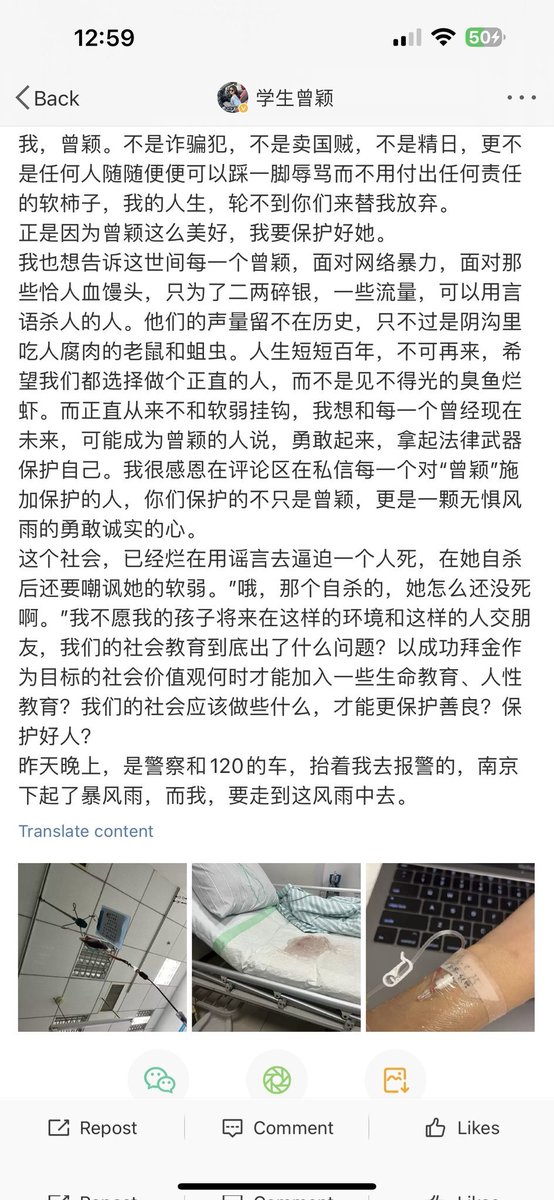 12:59
50
Back
学生曾颖
我，曾颖。不是诈骗犯，不是卖国贼，不是精日，更不
是任何人随随便便可以踩一脚辱骂而不用付出任何责任
的软柿子，我的人生，轮不到你们来替我放弃。
正是因为曾颖这么美好，我要保护好她。
我也想告诉这世间每一个曾颖，面对网络暴力，面对那
些恰人血馒头，只为了二两碎银，一些流量，可以用言
语杀人的人。他们的声量留不在历史，只不过是阴沟里
吃人腐肉的老鼠和蛆虫。人生短短百年，不可再来，希
望我们都选择做个正直的人，而不是见不得光的臭鱼烂
虾。而正直从来不和软弱挂钩，我想和每一个曾经现在
未来，可能成为曾颖的人说，勇敢起来，拿起法律武器
保护自己。我很感恩在评论区在私信每一个对“曾颖”施
加保护的人，你们保护的不只是曾颖，更是一颗无惧风
雨的勇敢诚实的心。
这个社会，已经烂在用谣言去逼迫一个人死，在她自杀
后还要嘲讽她的软弱。”哦，那个自杀的，她怎么还没死
啊。”我不愿我的孩子将来在这样的环境和这样的人交朋
友，我们的社会教育到底出了什么问题？以成功拜金作
为目标的社会价值观何时才能加入一些生命教育、人性
教育？我们的社会应该做些什么，才能更保护善良？保
护好人？
昨天晚上，是警察和120的车，抬着我去报警的，南京
下起了暴风雨，而我，要走到这风雨中去。
Translate content
Repost
Comment
Likes